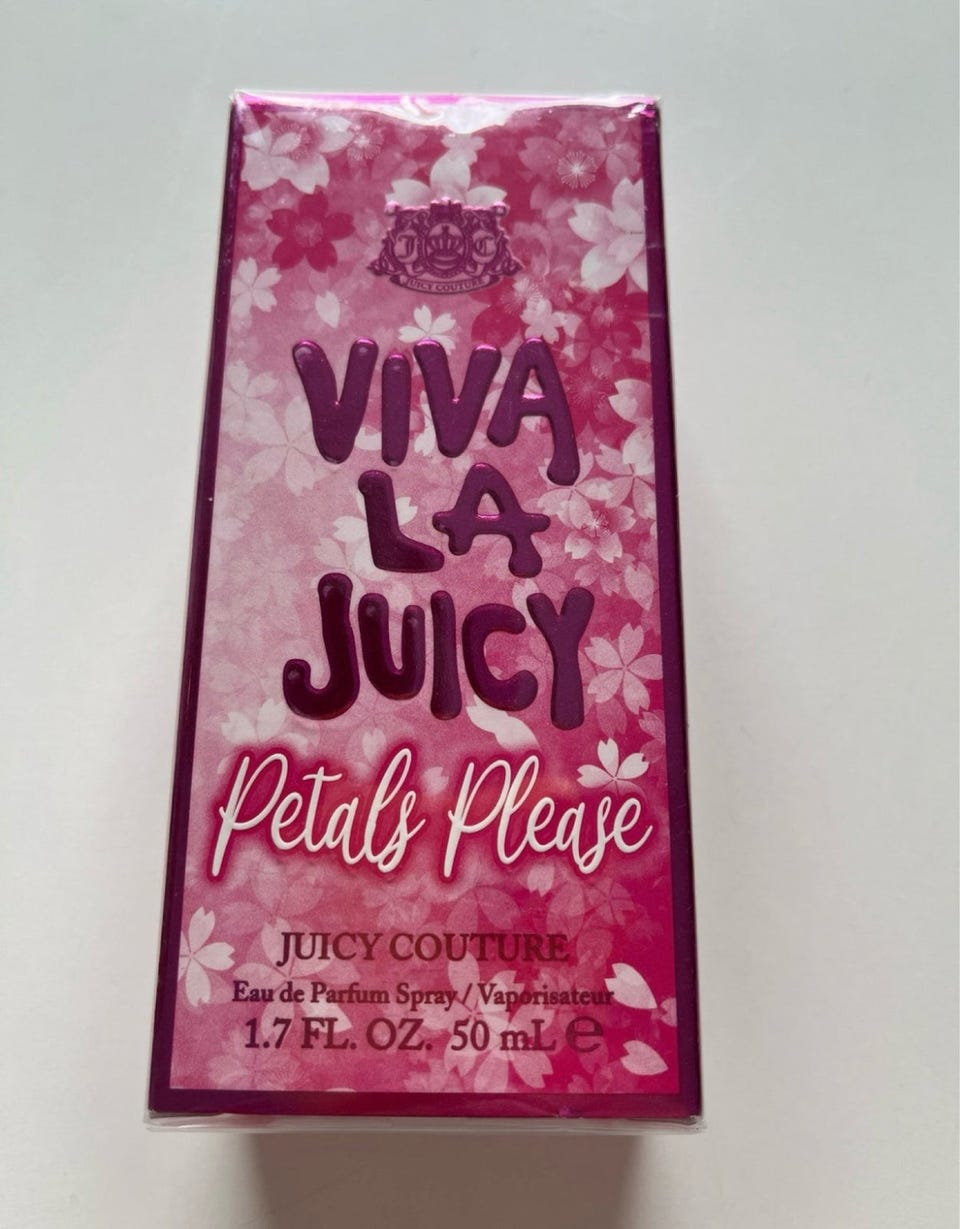 J C
JUICY COUTURE
VIVA
LA
JUICY
Petals Please
JUICY COUTURE
Eau de Parfum Spray / Vaporisateur
1.7 FL. OZ. 50 mL ℮